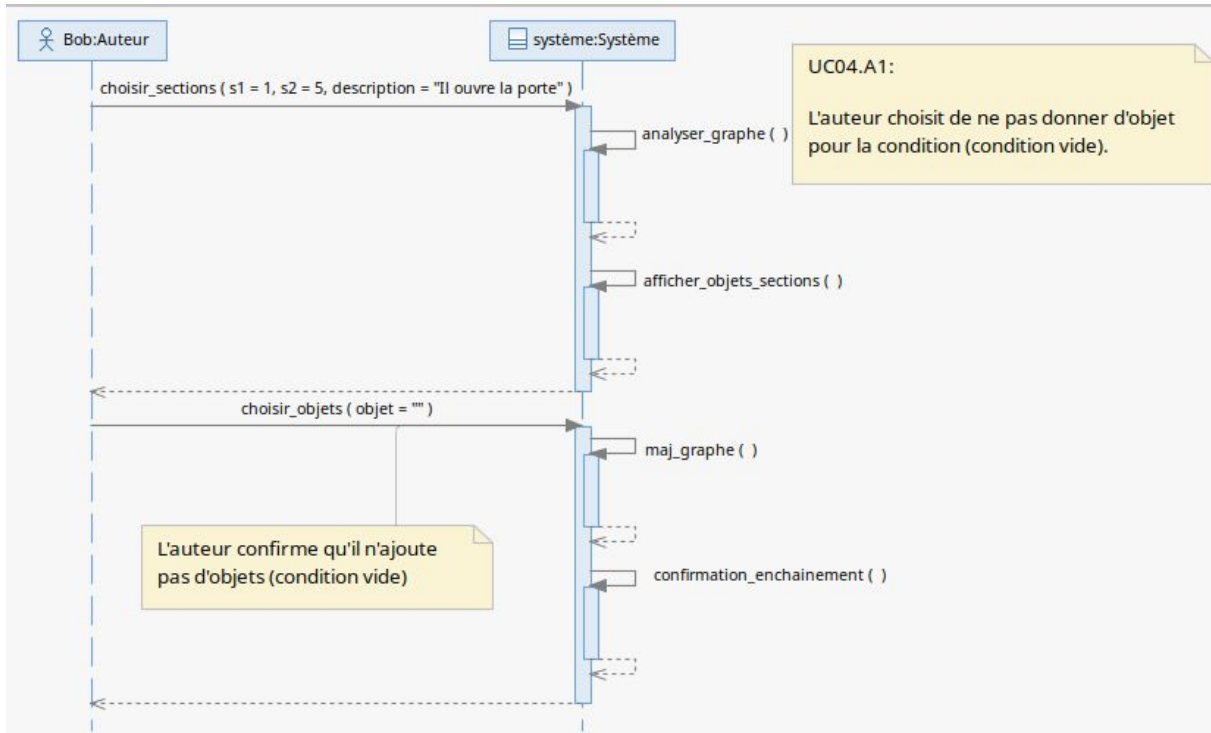 Bob:Auteur
système:Système
UC04.A1:
L'auteur choisit de ne pas donner d'objet
pour la condition (condition vide).
choisir_sections ( s1 = 1, s2 = 5, description = "Il ouvre la porte" )
analyser_graphe (  )
afficher_objets_sections (  )
choisir_objets ( objet = "" )
maj_graphe (  )
L'auteur confirme qu'il n'ajoute
pas d'objets (condition vide)
confirmation_enchainement (  )